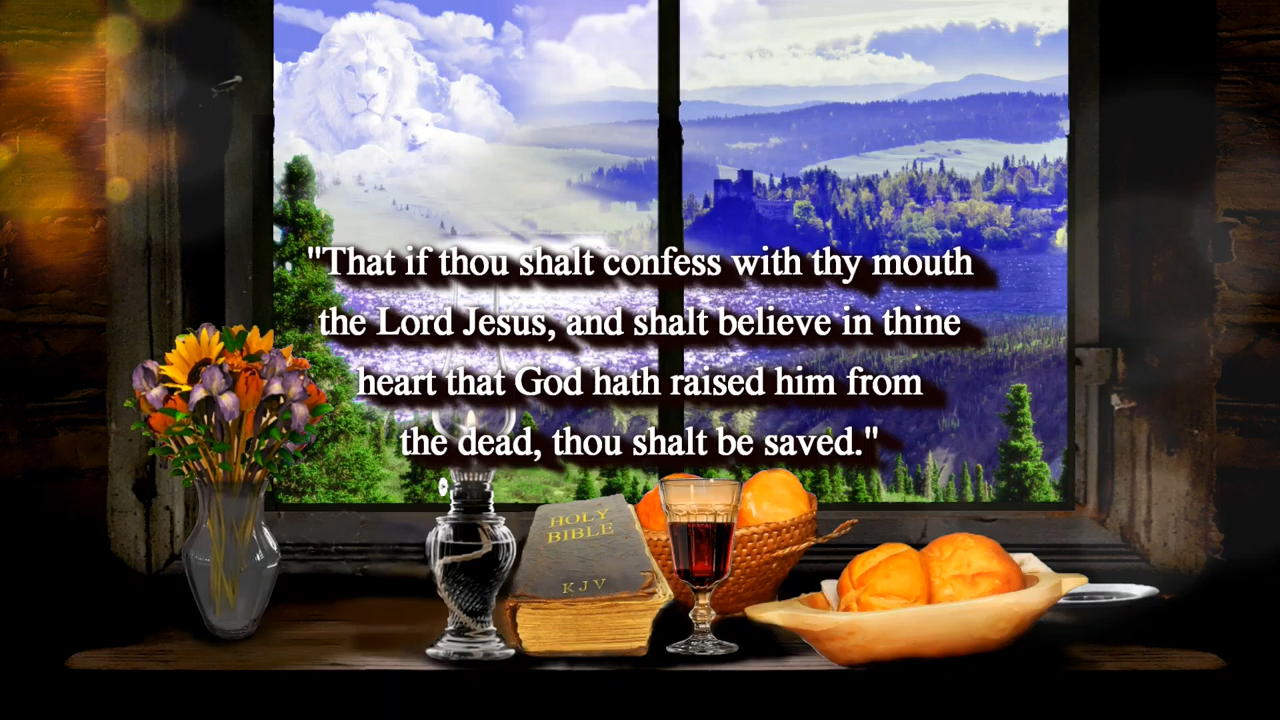 "That if thou shalt confess with thy mouth
the Lord Jesus, and shalt believe in thine
heart that God hath raised him from
the dead, thou shalt be saved."
HOLY
BIBLE
KJV